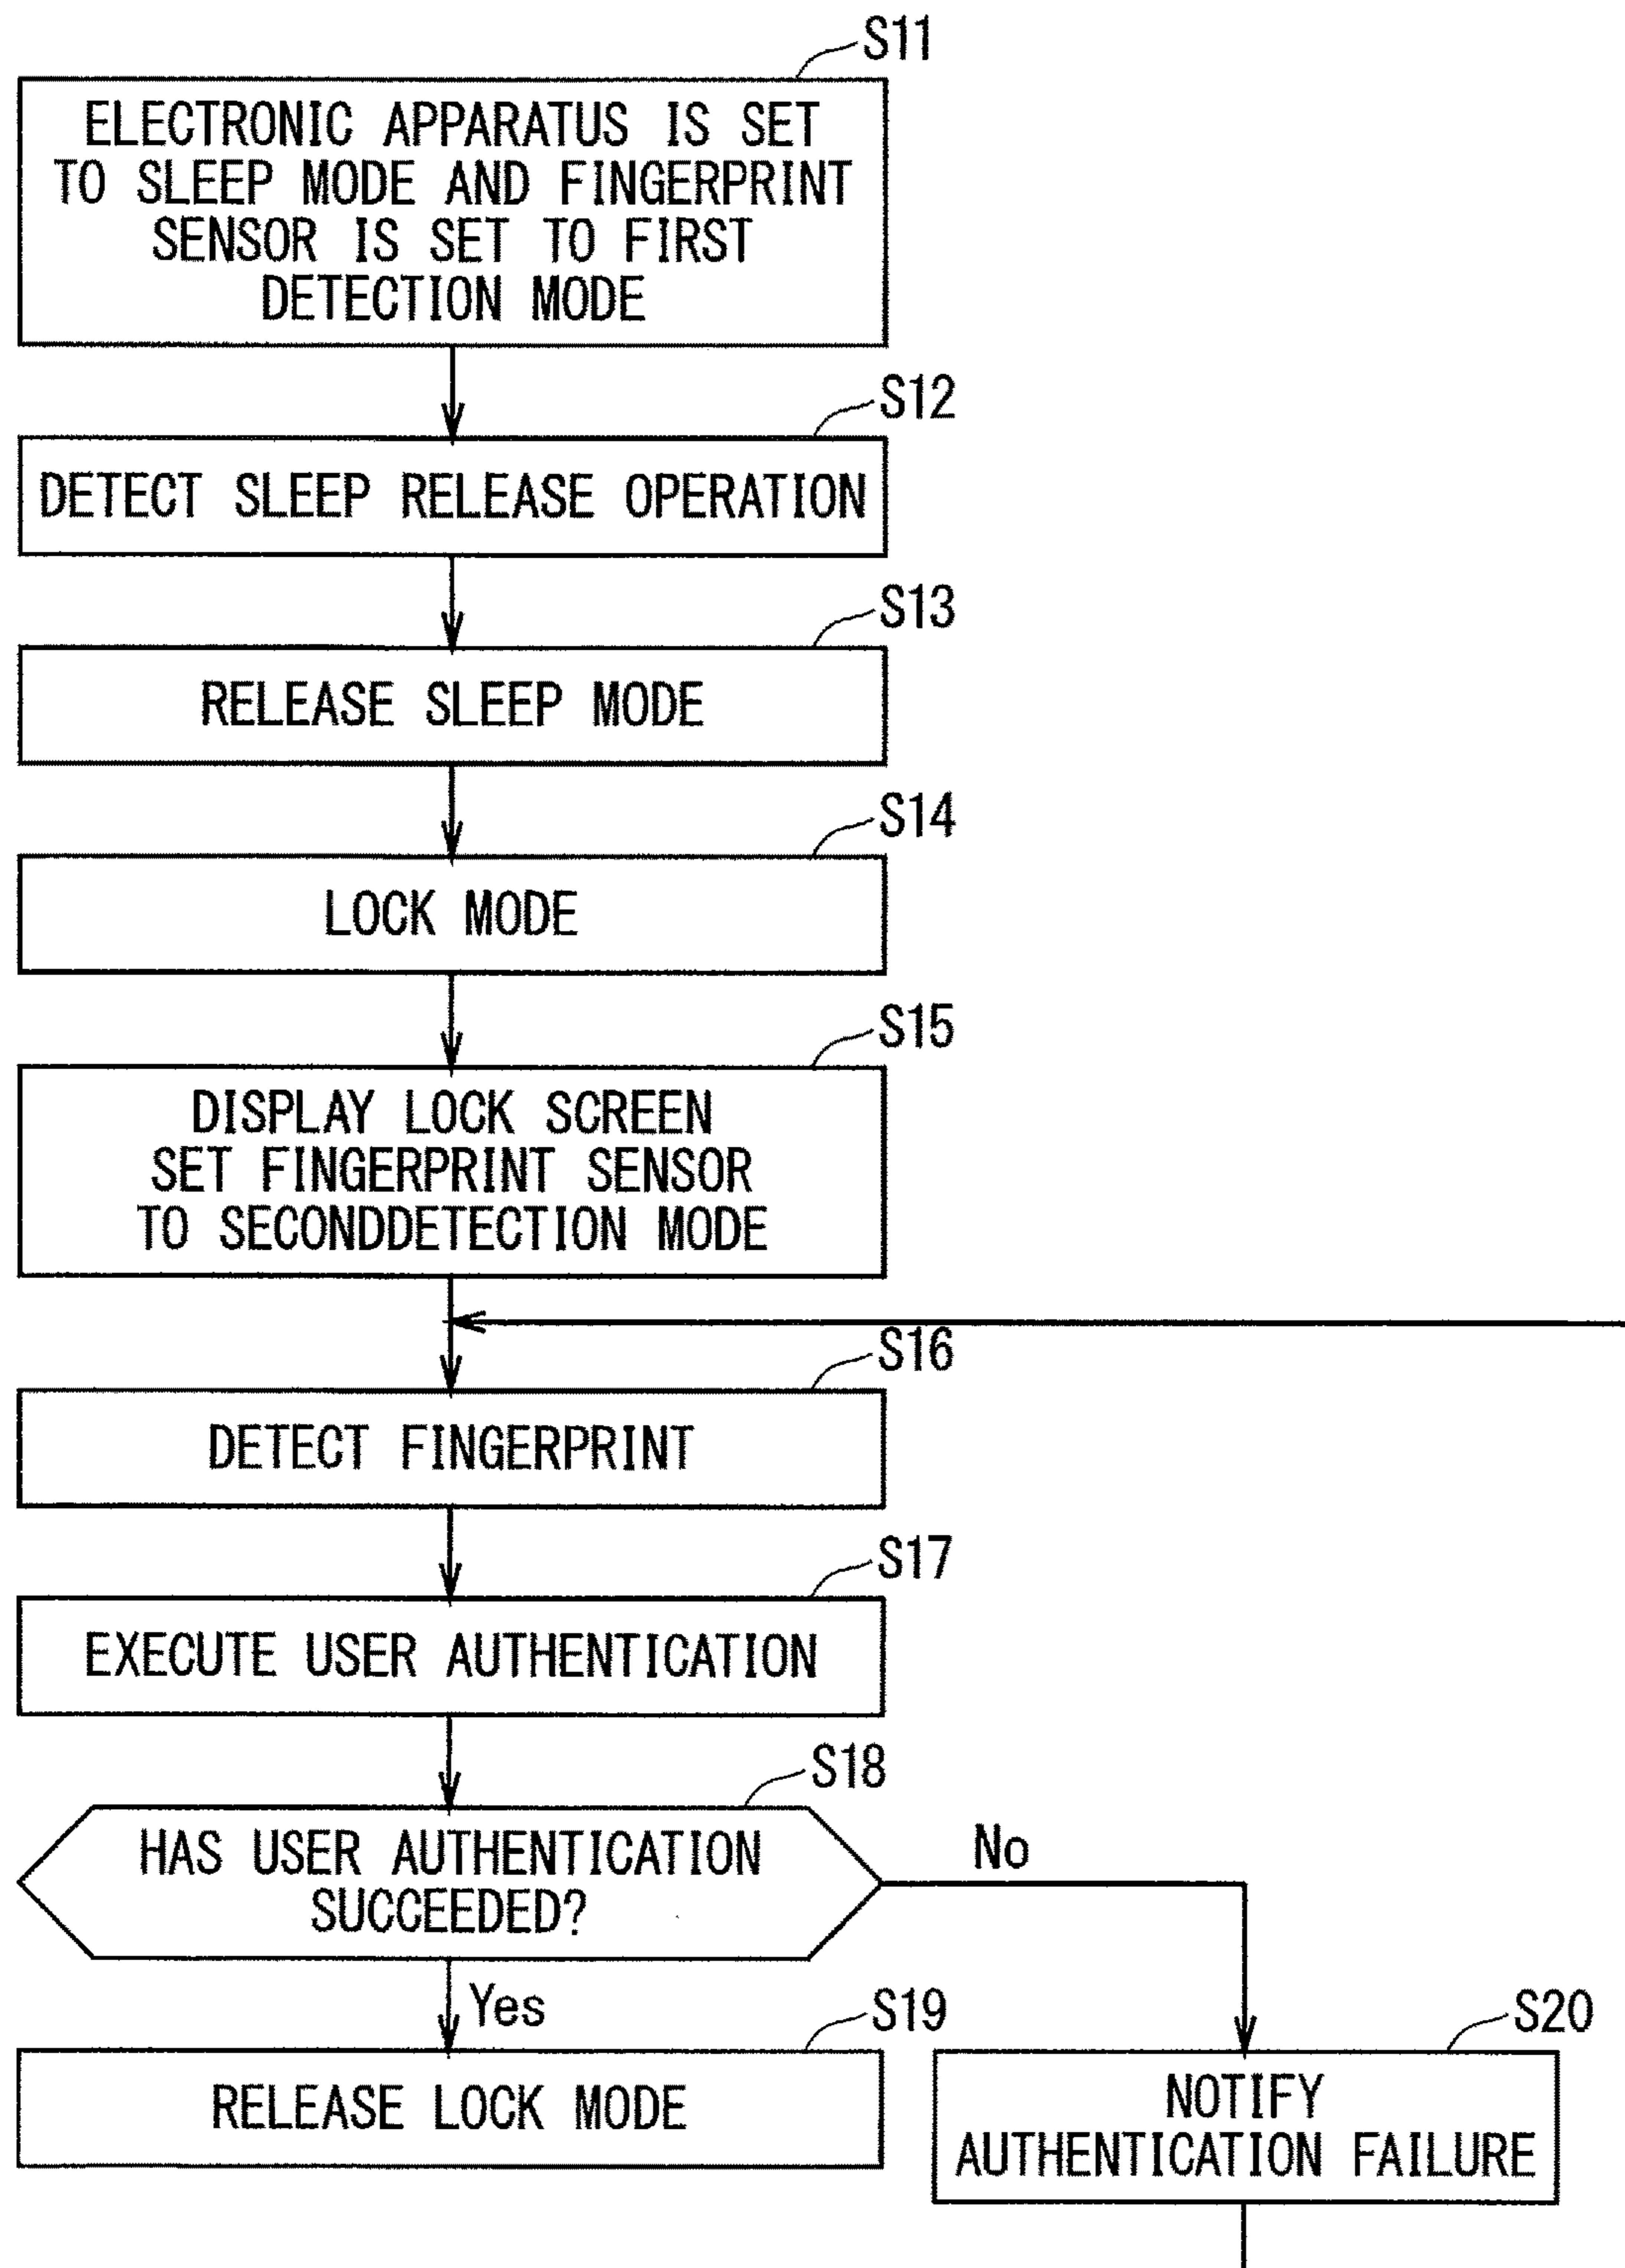 S11
ELECTRONIC APPARATUS IS SET
TO SLEEP MODE AND FINGERPRINT
SENSOR IS SET TO FIRST
DETECTION MODE
S12
DETECT SLEEP RELEASE OPERATION
S13
RELEASE SLEEP MODE
S14
LOCK MODE
S15
DISPLAY LOCK SCREEN
SET FINGERPRINT SENSOR
TO SECONDDETECTION MODE
S16
DETECT FINGERPRINT
S17
EXECUTE USER AUTHENTICATION
S18
HAS USER AUTHENTICATION
SUCCEEDED?
No
Yes
S19
RELEASE LOCK MODE
S20
NOTIFY
AUTHENTICATION FAILURE